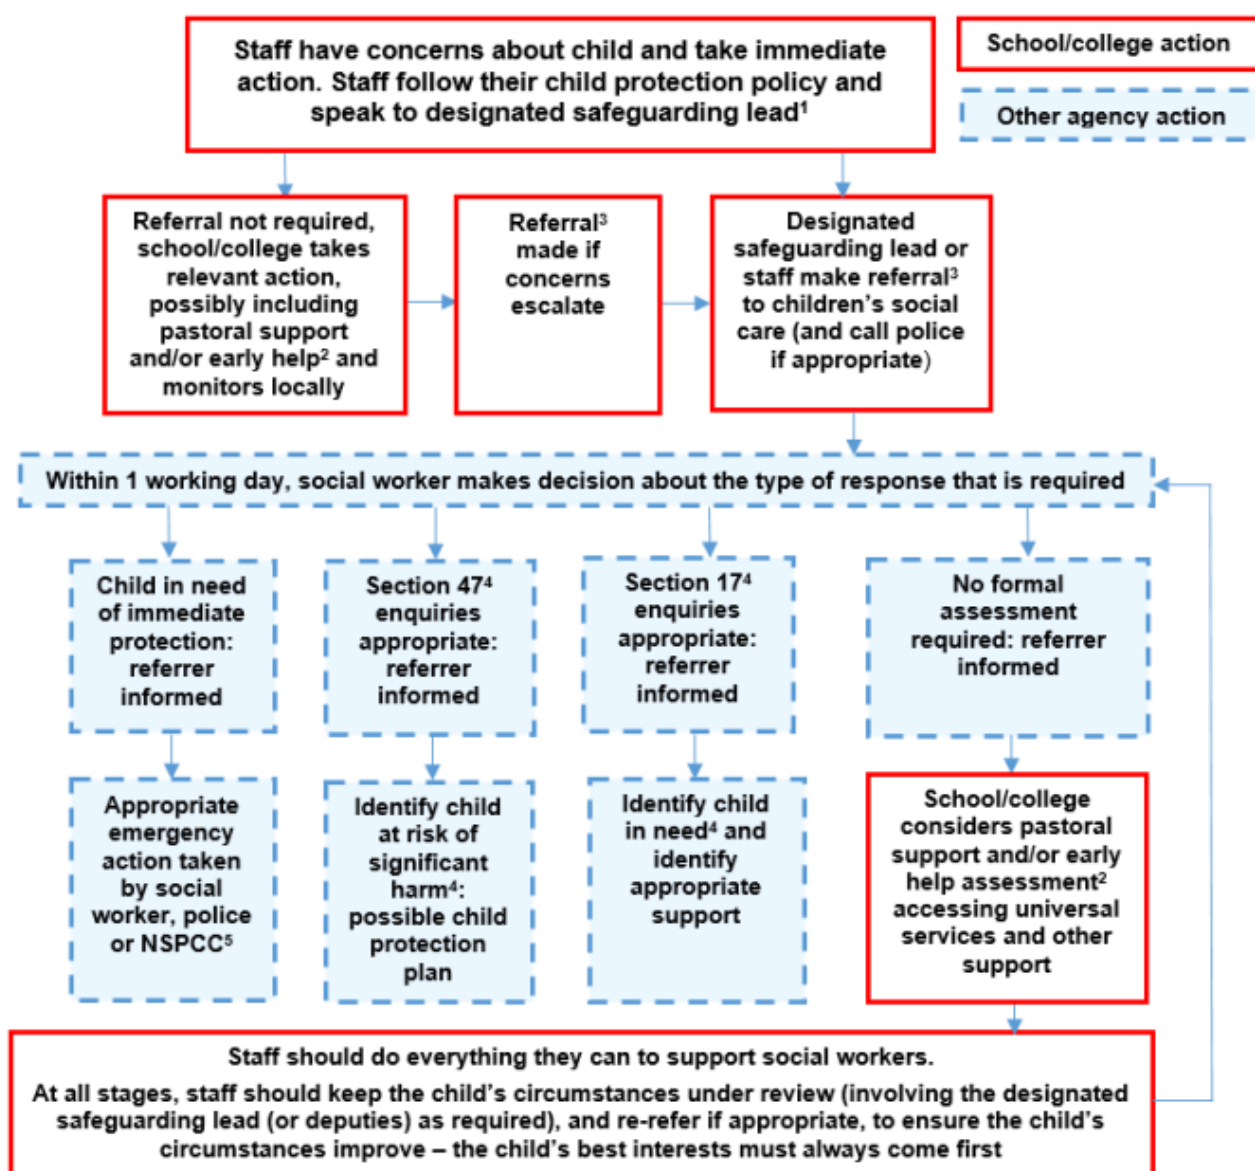 Staff have concerns about child and take immediate
action. Staff follow their child protection policy and
speak to designated safeguarding lead¹
School/college action
Other agency action
Referral not required,
school/college takes
relevant action,
possibly including
pastoral support
and/or early help² and
monitors locally
Referral³
made if
concerns
escalate
Designated
safeguarding lead or
staff make referral³
to children's social
care (and call police
if appropriate)
Within 1 working day, social worker makes decision about the type of response that is required
Child in need
of immediate
protection:
referrer
informed
Section 47⁴
enquiries
appropriate:
referrer
informed
Section 17⁴
enquiries
appropriate:
referrer
informed
No formal
assessment
required: referrer
informed
Appropriate
emergency
action taken
by social
worker, police
or NSPCC⁵
Identify child
at risk of
significant
harm⁴:
possible child
protection
plan
Identify child
in need⁴ and
identify
appropriate
support
School/college
considers pastoral
support and/or early
help assessment²
accessing universal
services and other
support
Staff should do everything they can to support social workers.
At all stages, staff should keep the child's circumstances under review (involving the designated
safeguarding lead (or deputies) as required), and re-refer if appropriate, to ensure the child's
circumstances improve – the child's best interests must always come first